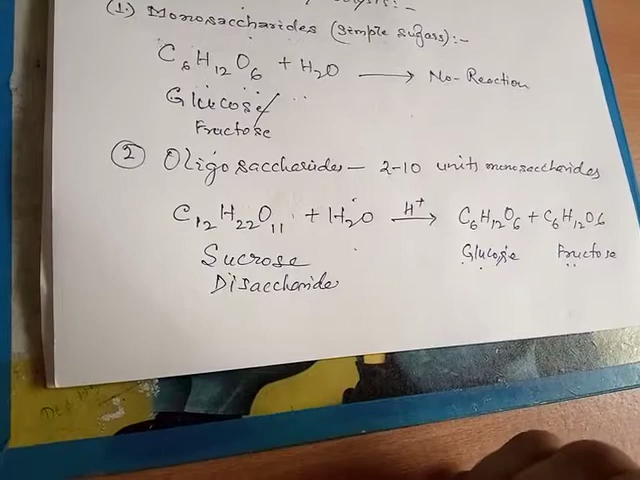 (1.) Monosaccharides (simple sugars):-
C6H12O6 + H2O ⟶ No-Reaction
Glucose/
Fructose
(2) Oligosaccharides — 2-10 units monosaccharides
C12H22O11 + H2O H+⟶ C6H12O6 + C6H12O6
Sucrose Glucose Fructose
Disaccharide